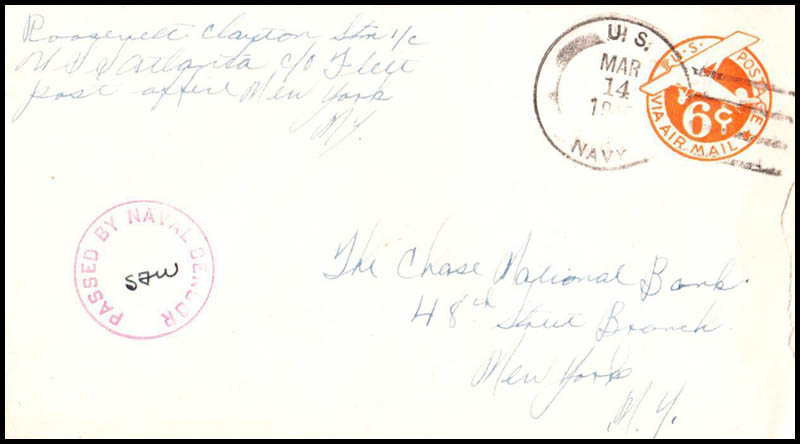 Roosevelt Clayton Stm 1/c
U S S Atlanta c/o Fleet
post office New York
N.Y.
U.S.
MAR
14
NAVY
U.S. POSTAGE
6¢
VIA AIR MAIL
PASSED BY NAVAL CENSOR
The Chase National Bank.
48th Street Branch
New York
N.Y.